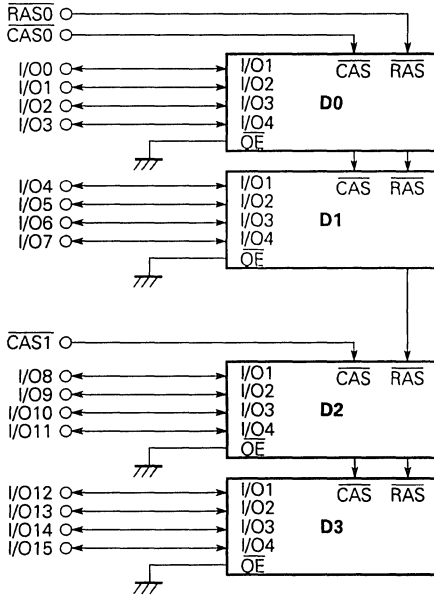 RAS0
CAS0
I/O0 I/O1 CAS RAS
I/O1 I/O2
I/O2 I/O3 D0
I/O3 I/O4
OE
I/O4 I/O1 CAS RAS
I/O5 I/O2
I/O6 I/O3 D1
I/O7 I/O4
OE
CAS1
I/O8 I/O1 CAS RAS
I/O9 I/O2
I/O10 I/O3 D2
I/O11 I/O4
OE
I/O12 I/O1 CAS RAS
I/O13 I/O2
I/O14 I/O3 D3
I/O15 I/O4
OE